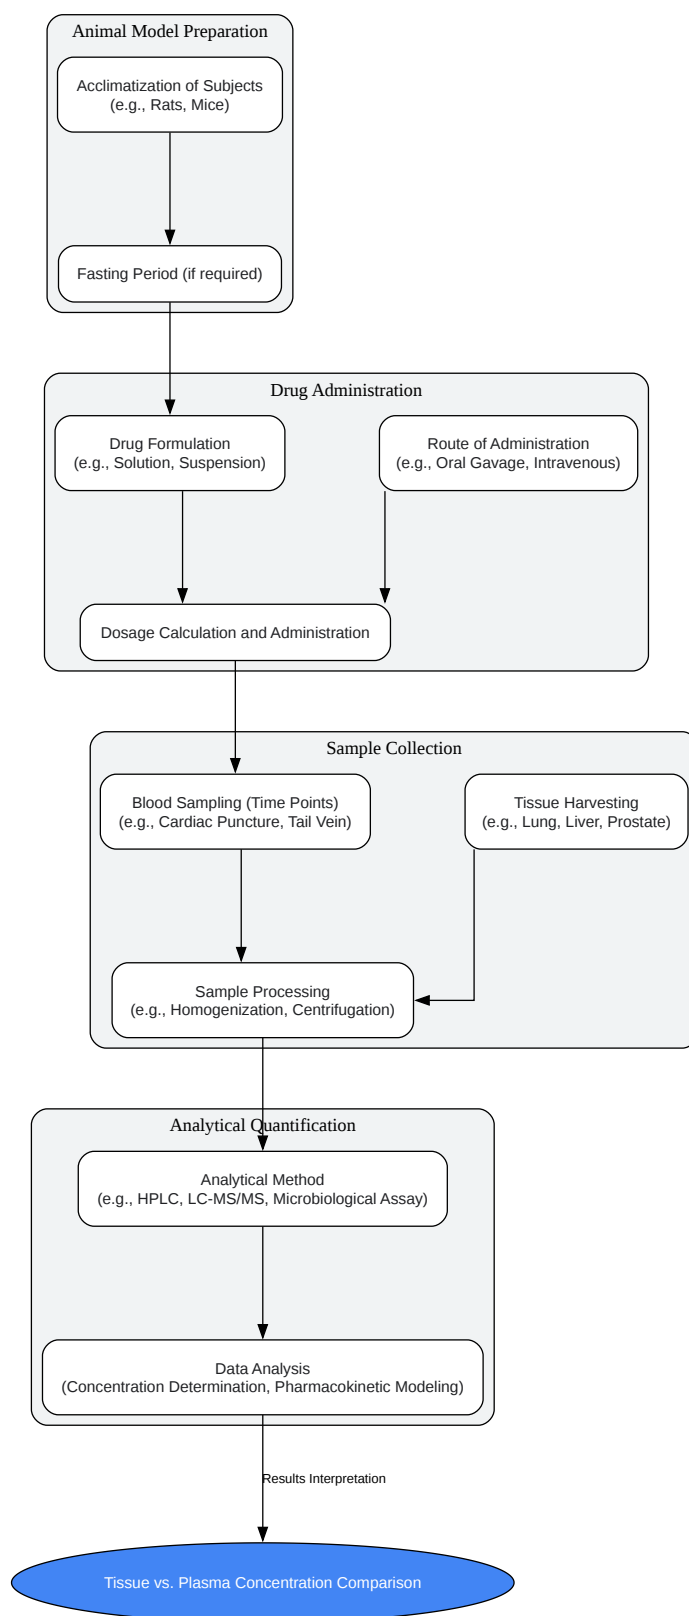 Animal Model Preparation
Acclimatization of Subjects
(e.g., Rats, Mice)
Fasting Period (if required)
Drug Administration
Drug Formulation
(e.g., Solution, Suspension)
Route of Administration
(e.g., Oral Gavage, Intravenous)
Dosage Calculation and Administration
Sample Collection
Blood Sampling (Time Points)
(e.g., Cardiac Puncture, Tail Vein)
Tissue Harvesting
(e.g., Lung, Liver, Prostate)
Sample Processing
(e.g., Homogenization, Centrifugation)
Analytical Quantification
Analytical Method
(e.g., HPLC, LC-MS/MS, Microbiological Assay)
Data Analysis
(Concentration Determination, Pharmacokinetic Modeling)
Results Interpretation
Tissue vs. Plasma Concentration Comparison